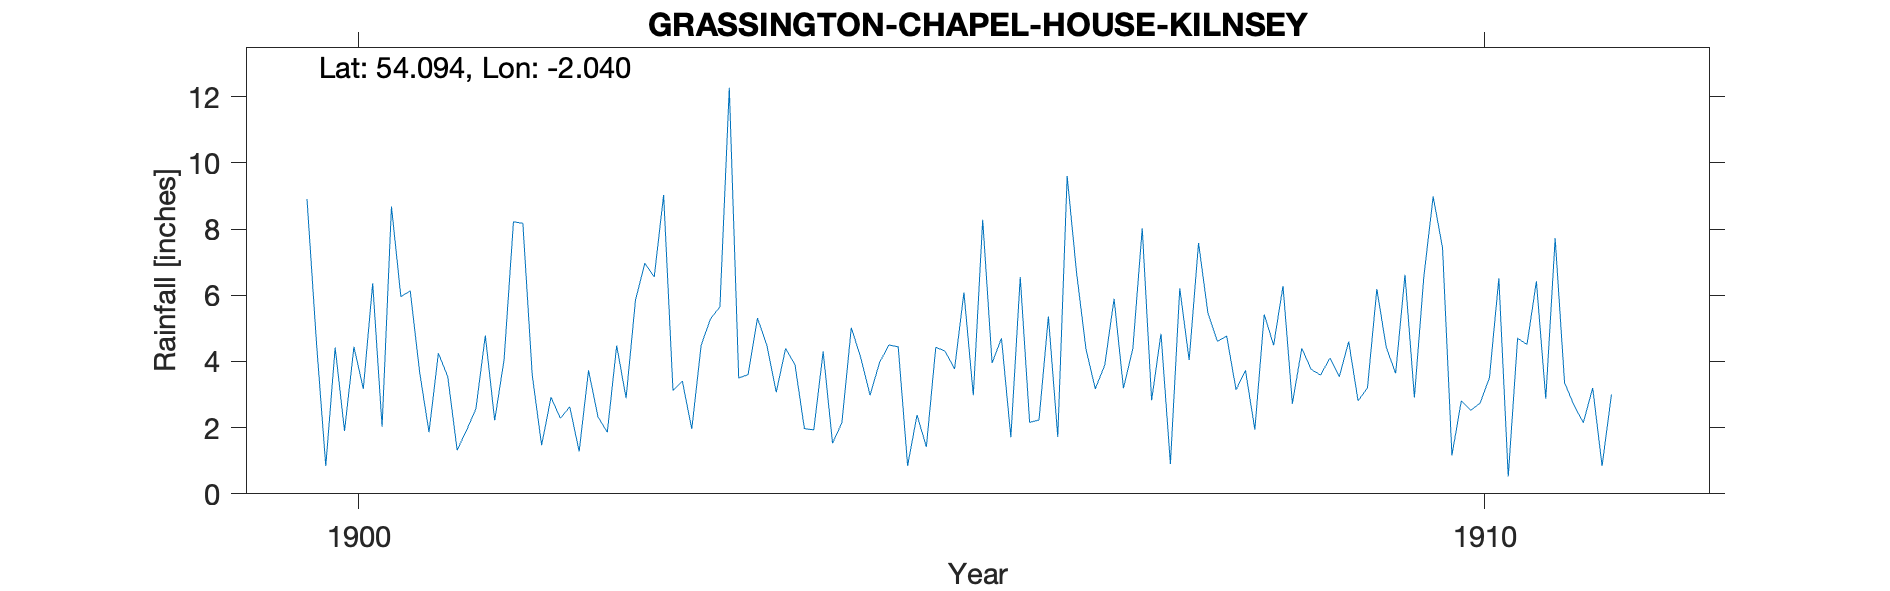 GRASSINGTON-CHAPEL-HOUSE-KILNSEY
Lat: 54.094, Lon: -2.040
12
10
8
6
4
2
0
Rainfall [inches]
1900 1910
Year